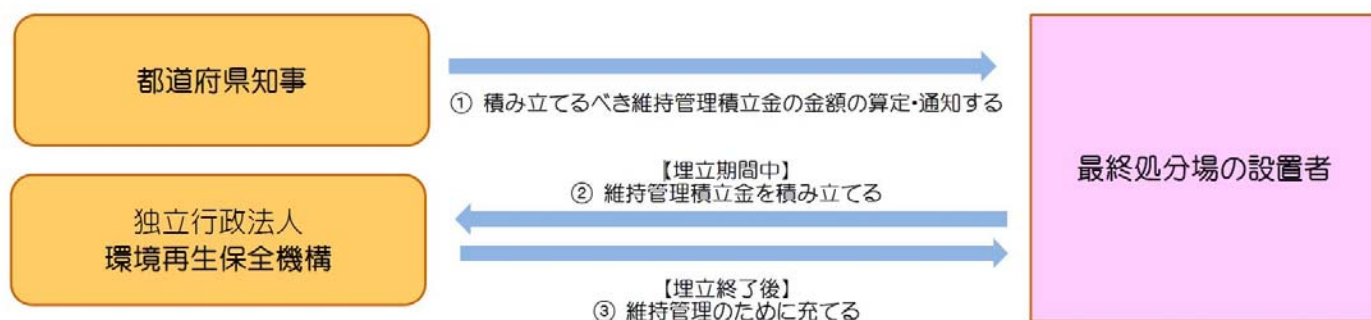 都道府県知事
① 積み立てるべき維持管理積立金の金額の算定・通知する
【埋立期間中】
② 維持管理積立金を積み立てる
最終処分場の設置者
独立行政法人
環境再生保全機構
【埋立終了後】
③ 維持管理のために充てる